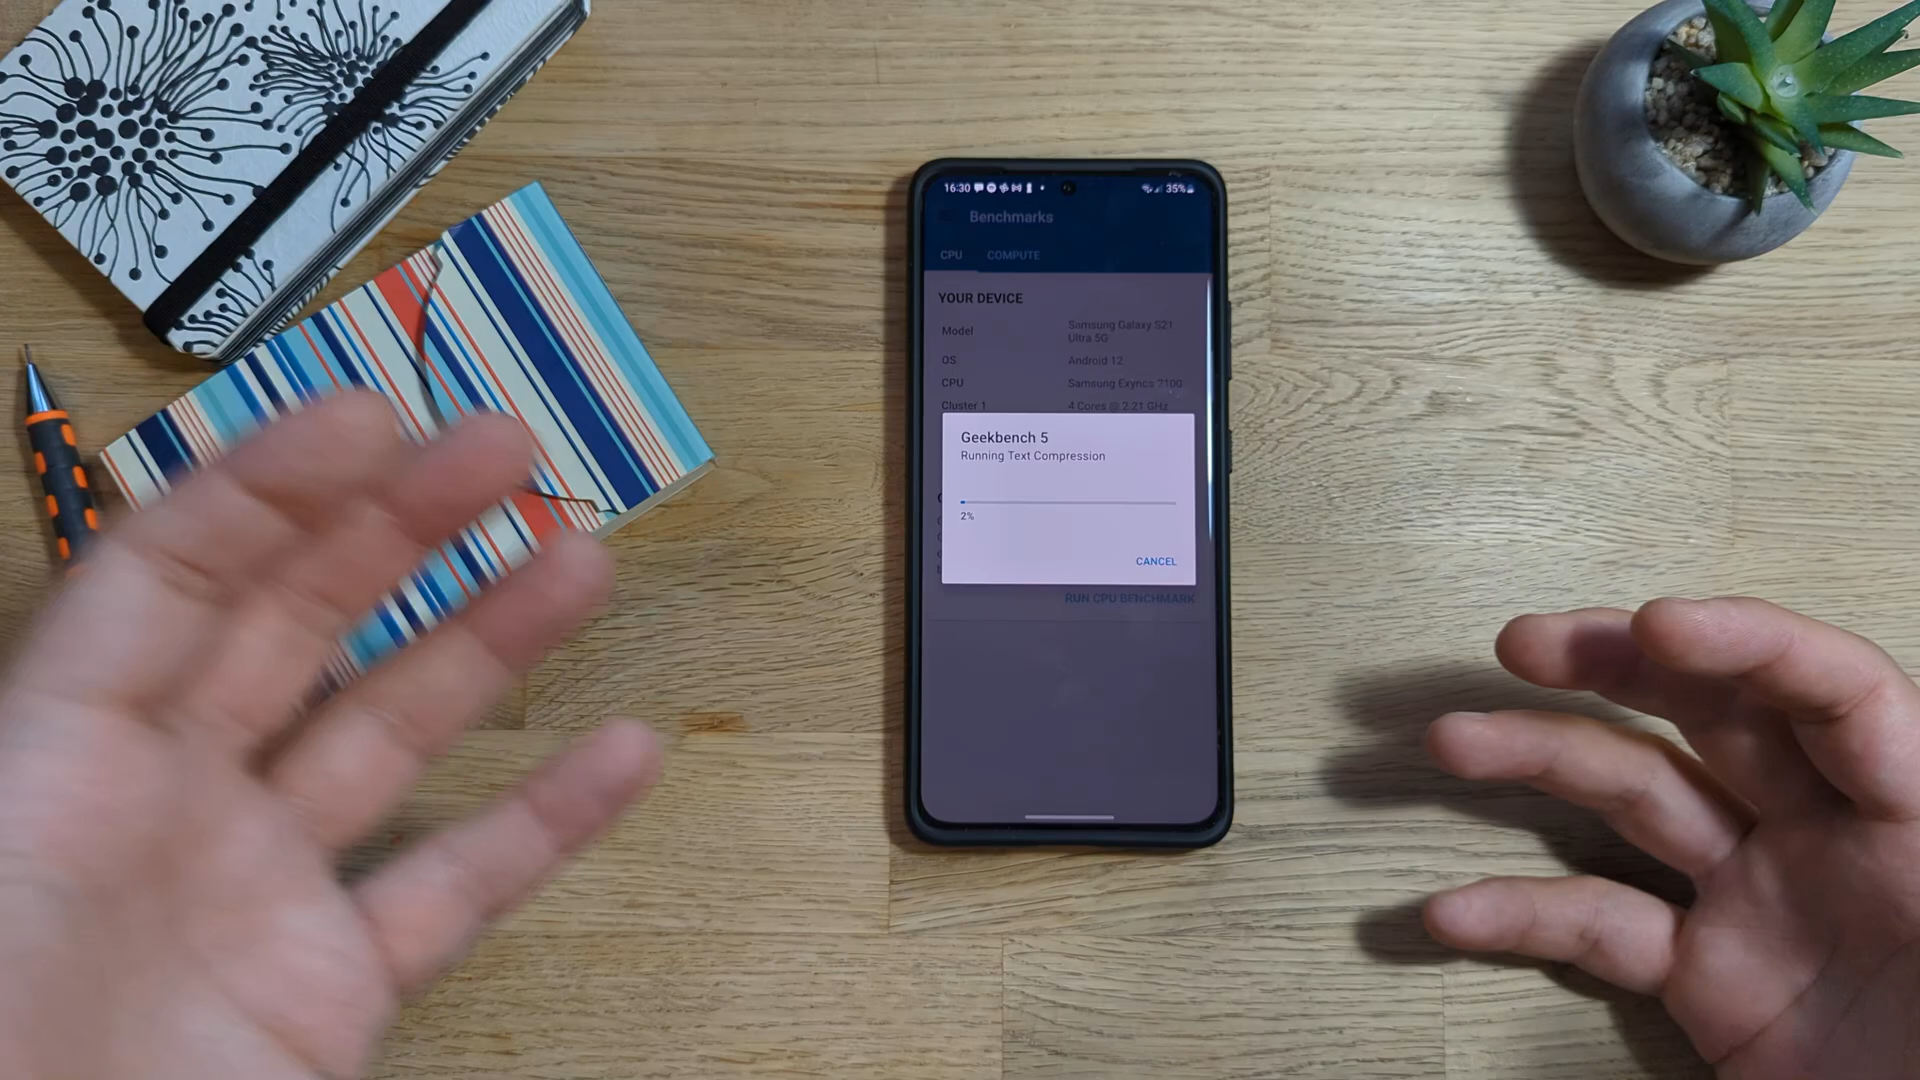 16:30
35%
Benchmarks
CPU COMPUTE
YOUR DEVICE
Model Samsung Galaxy S21
Ultra 5G
OS Android 12
CPU Samsung Exynos 2100
Cluster 1 4 Cores @ 2.21 GHz
Geekbench 5
Running Text Compression
2%
CANCEL
RUN CPU BENCHMARK